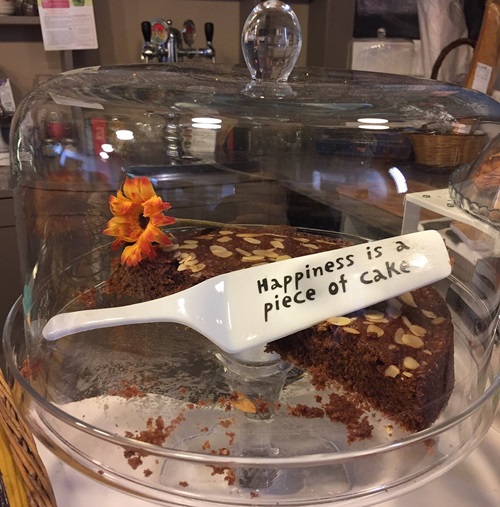 Happiness is a
piece of cake